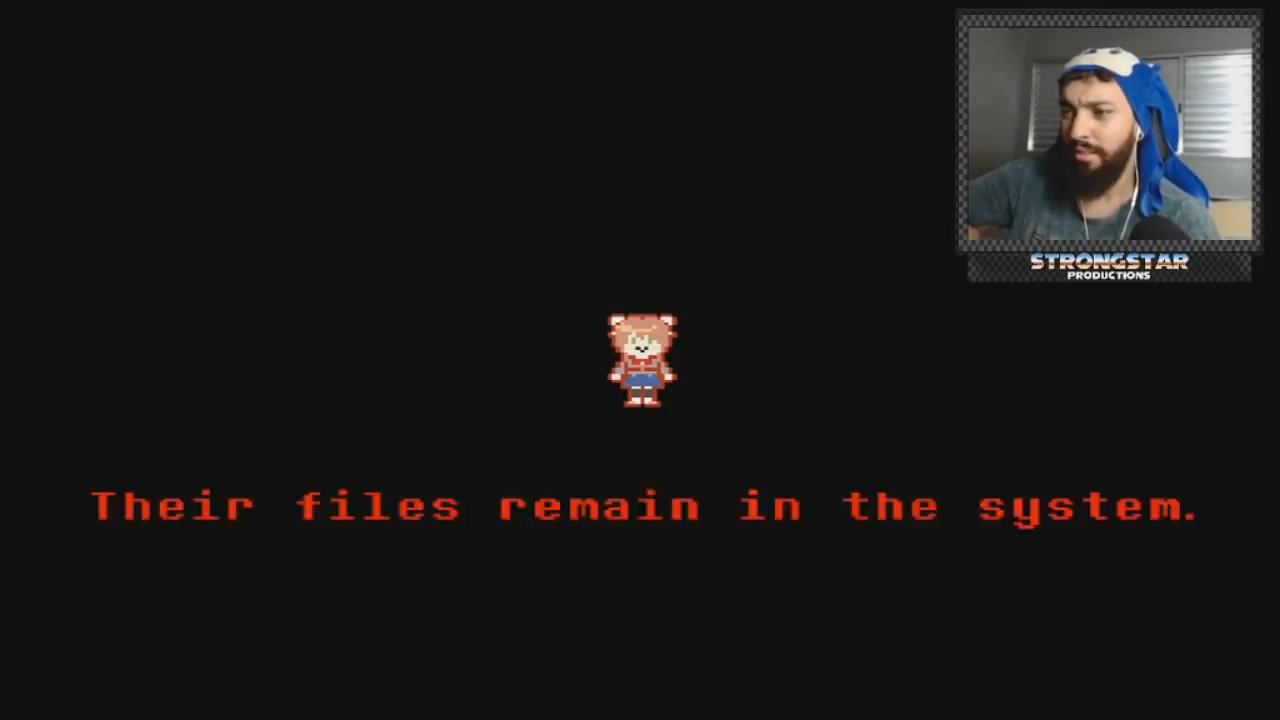 STRONGSTAR
PRODUCTIONS
Their files remain in the system.